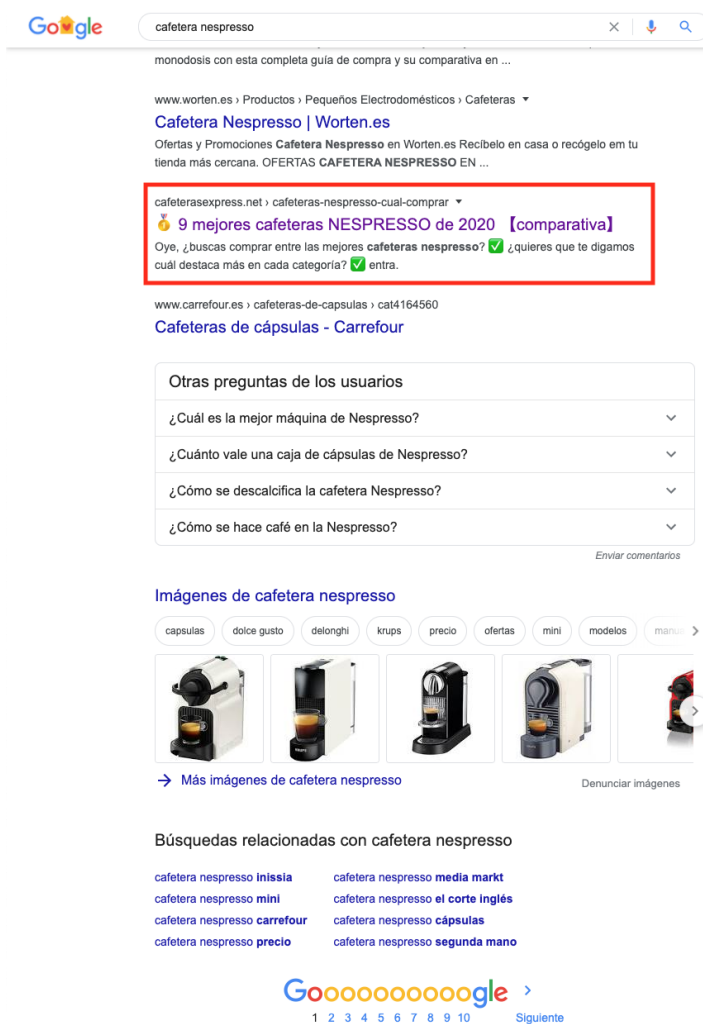 Google
cafetera nespresso
monodosis con esta completa guía de compra y su comparativa en ...
www.worten.es › Productos › Pequeños Electrodomésticos › Cafeteras
Cafetera Nespresso | Worten.es
Ofertas y Promociones Cafetera Nespresso en Worten.es Recíbelo en casa o recógelo em tu
tienda más cercana. OFERTAS CAFETERA NESPRESSO EN ...
cafeterasexpress.net › cafeteras-nespresso-cual-comprar
🥇 9 mejores cafeteras NESPRESSO de 2020 【comparativa】
Oye, ¿buscas comprar entre las mejores cafeteras nespresso? ✅ ¿quieres que te digamos
cuál destaca más en cada categoría? ✅ entra.
www.carrefour.es › cafeteras-de-capsulas › cat4164560
Cafeteras de cápsulas - Carrefour
Otras preguntas de los usuarios
¿Cuál es la mejor máquina de Nespresso?
¿Cuánto vale una caja de cápsulas de Nespresso?
¿Cómo se descalcifica la cafetera Nespresso?
¿Cómo se hace café en la Nespresso?
Enviar comentarios
Imágenes de cafetera nespresso
capsulas dolce gusto delonghi krups precio ofertas mini modelos
Más imágenes de cafetera nespresso
Denunciar imágenes
Búsquedas relacionadas con cafetera nespresso
cafetera nespresso inissia cafetera nespresso media markt
cafetera nespresso mini cafetera nespresso el corte inglés
cafetera nespresso carrefour cafetera nespresso cápsulas
cafetera nespresso precio cafetera nespresso segunda mano
Goooooooooogle
1 2 3 4 5 6 7 8 9 10 Siguiente